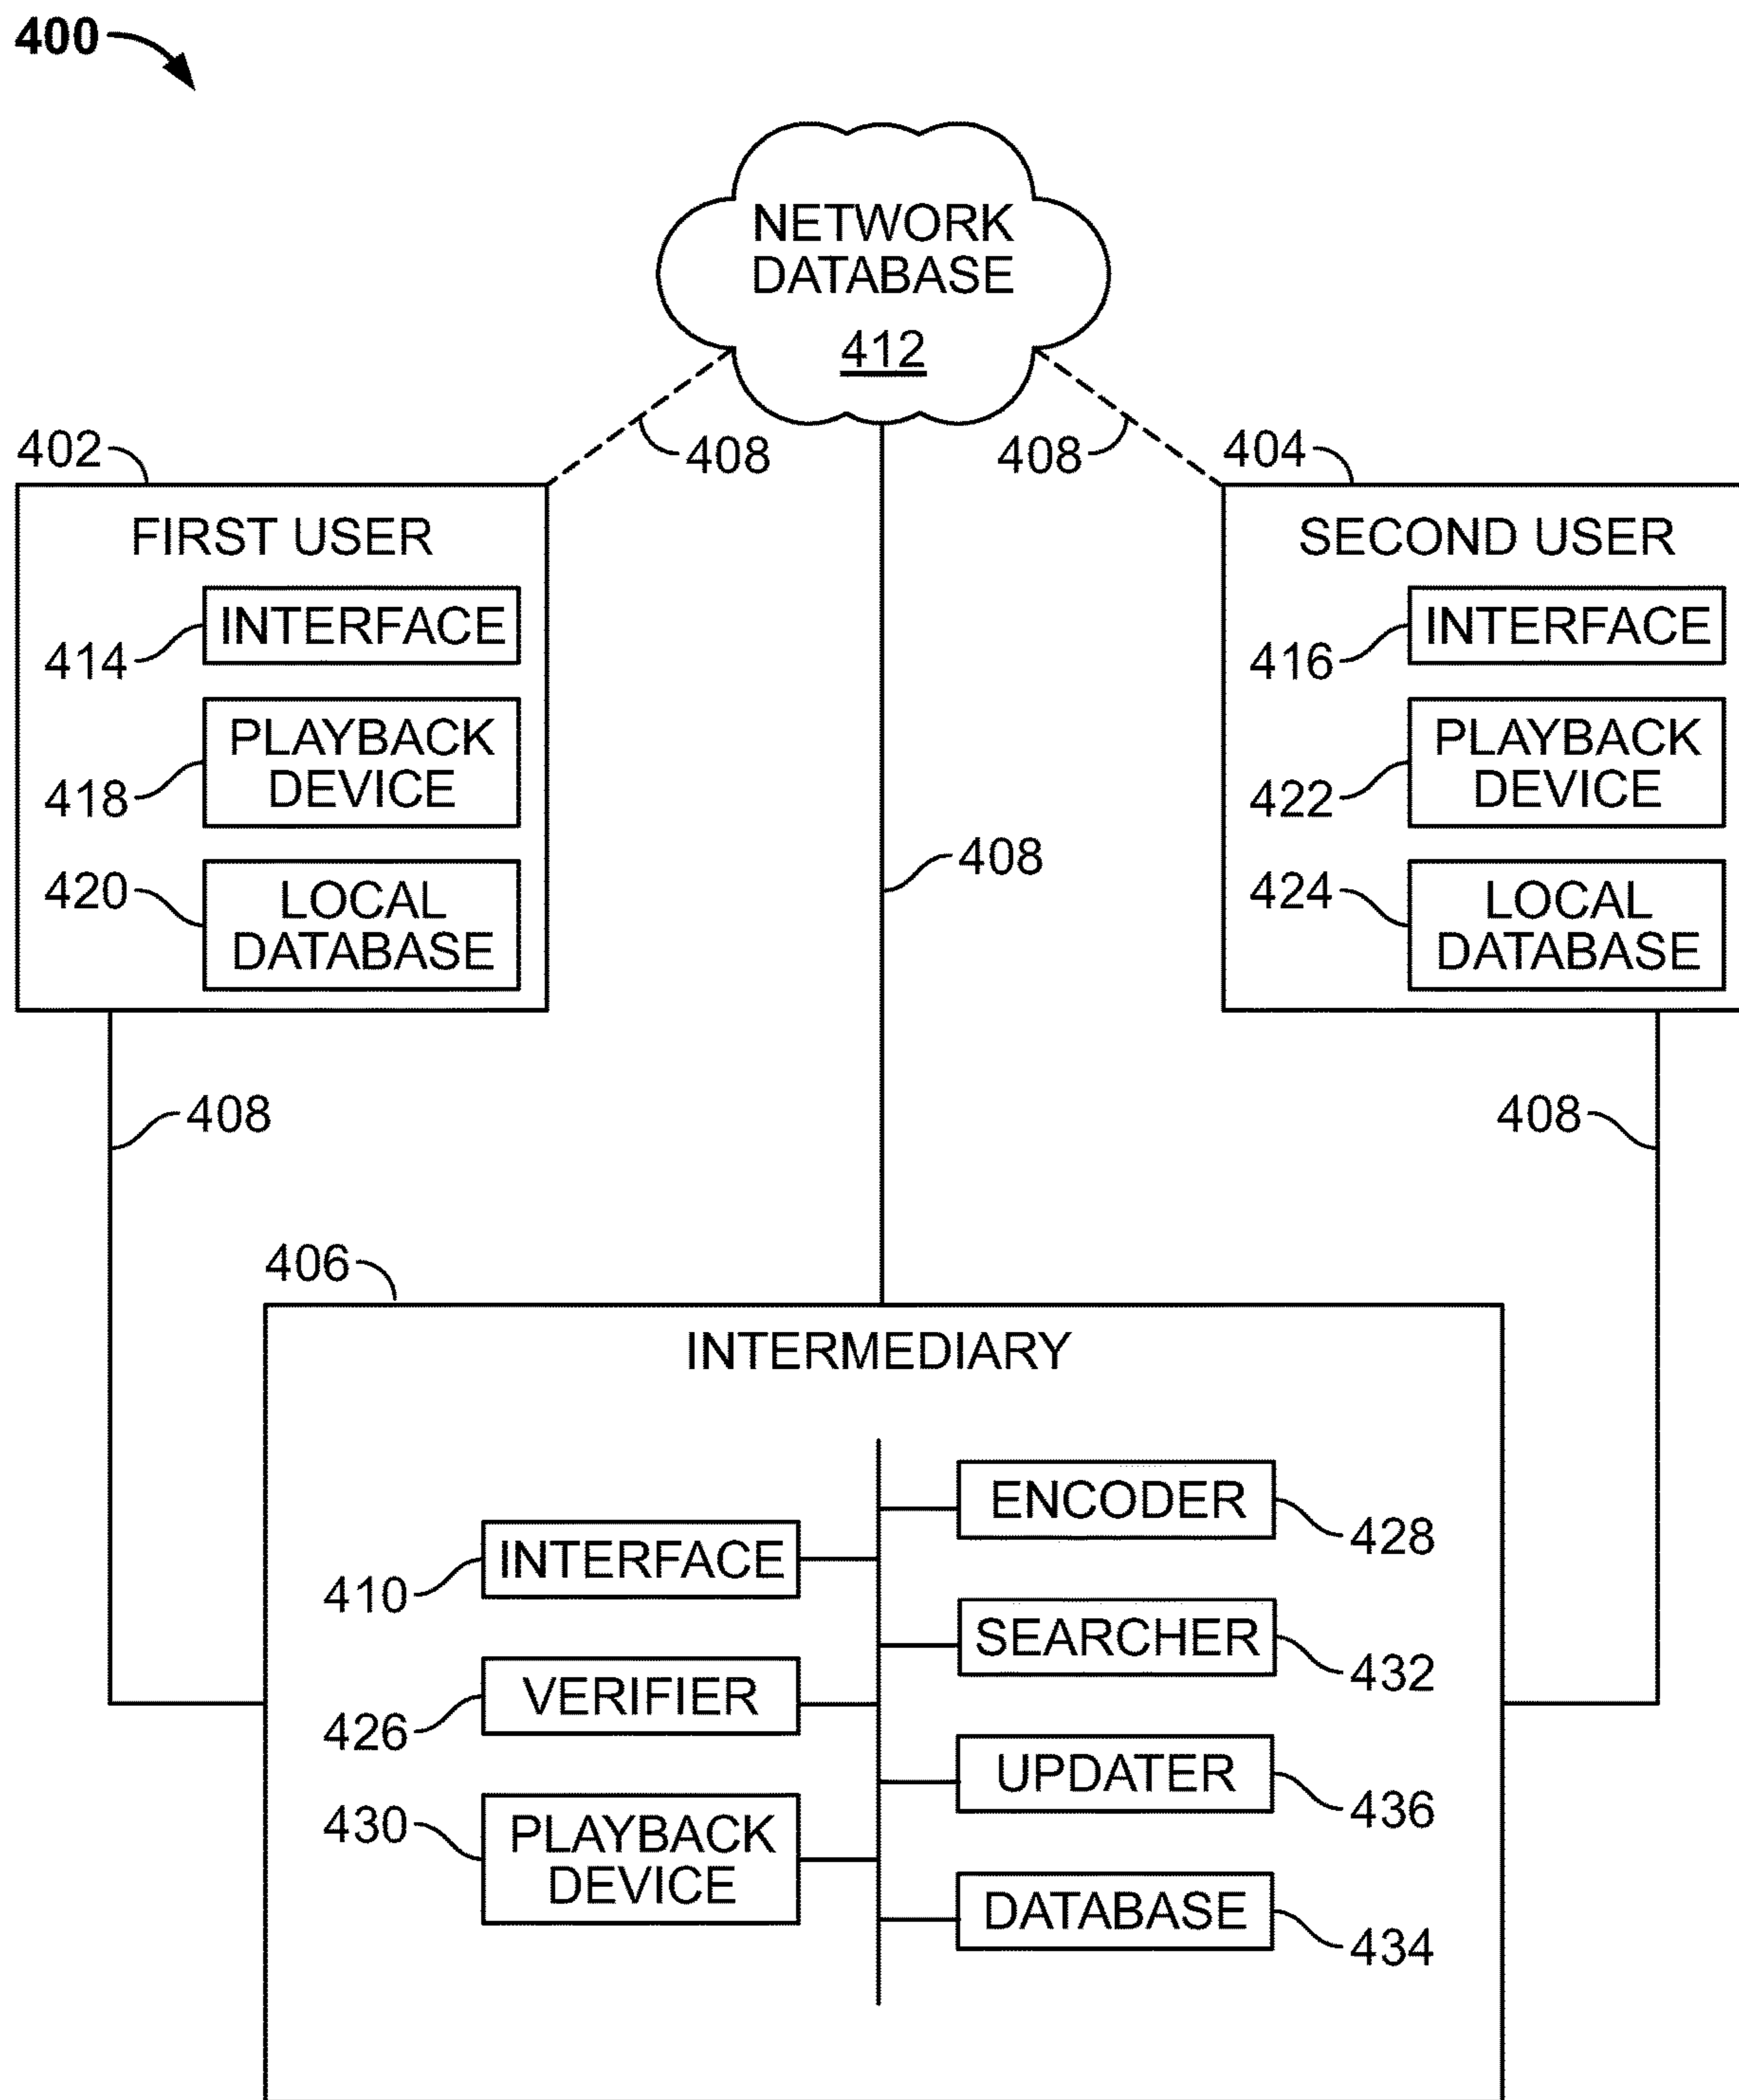 400
NETWORK
DATABASE
412
408
408
402
FIRST USER
INTERFACE
414
PLAYBACK
DEVICE
418
420
LOCAL
DATABASE
404
SECOND USER
INTERFACE
416
PLAYBACK
DEVICE
422
424
LOCAL
DATABASE
408
408
408
406
INTERMEDIARY
INTERFACE
410
VERIFIER
426
430
PLAYBACK
DEVICE
ENCODER
428
SEARCHER
432
UPDATER
436
DATABASE
434